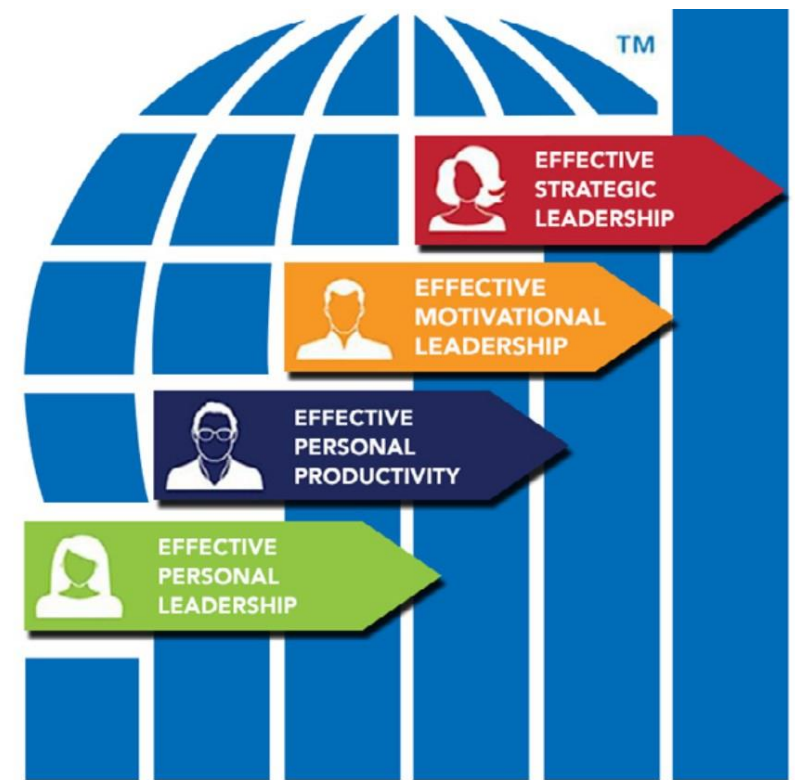 TM
EFFECTIVE
STRATEGIC
LEADERSHIP
EFFECTIVE
MOTIVATIONAL
LEADERSHIP
EFFECTIVE
PERSONAL
PRODUCTIVITY
EFFECTIVE
PERSONAL
LEADERSHIP